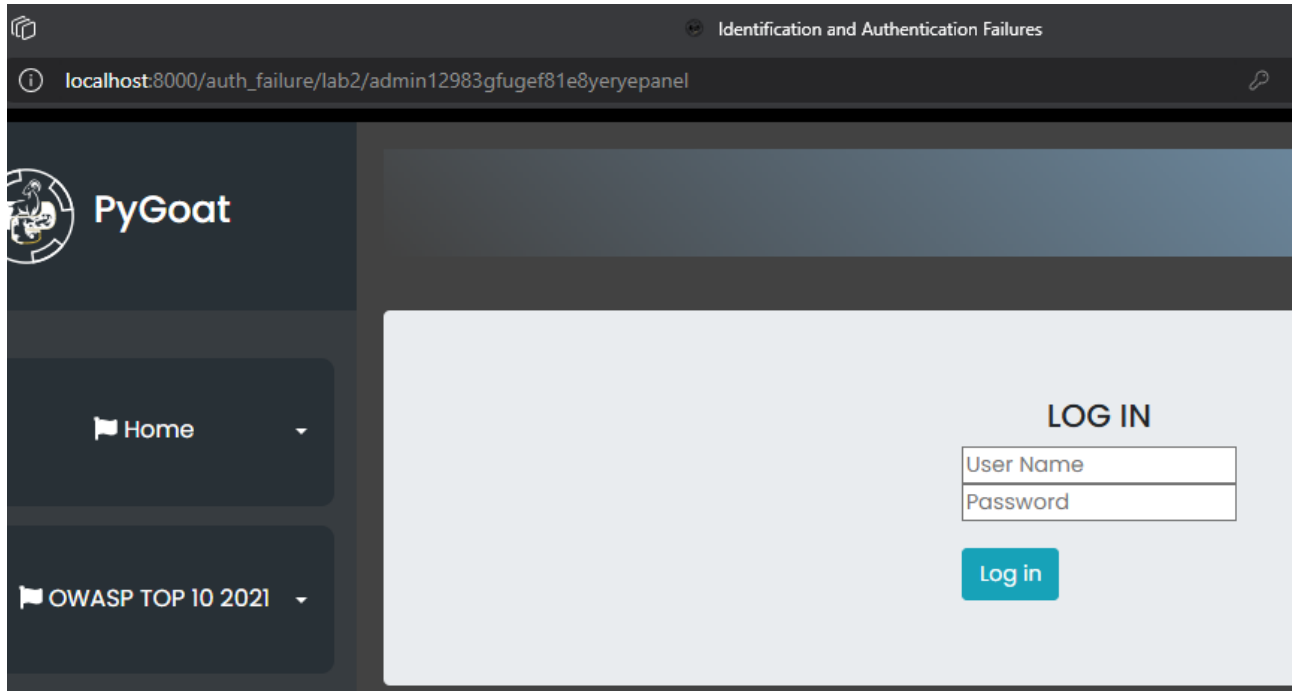 Identification and Authentication Failures
localhost:8000/auth_failure/lab2/admin12983gfugef81e8yeryepanel
PyGoat
Home
OWASP TOP 10 2021
LOG IN
User Name
Password
Log in